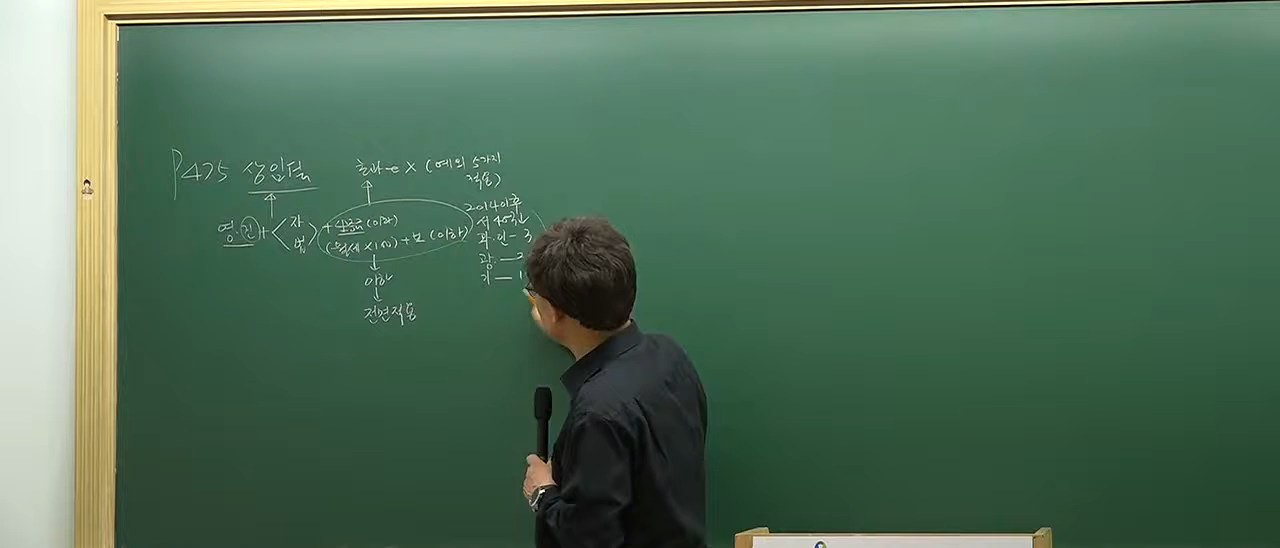 P475 상임법
초과 → X (예외 5가지
적용)
영.건 + < 자
법 >
+ 보증금 (이하)
(월세 X 100) + 보 (이하)
이하
전면적용
2014이후
서 4억↓
과.인 - 3
광. — 2
기 — 1